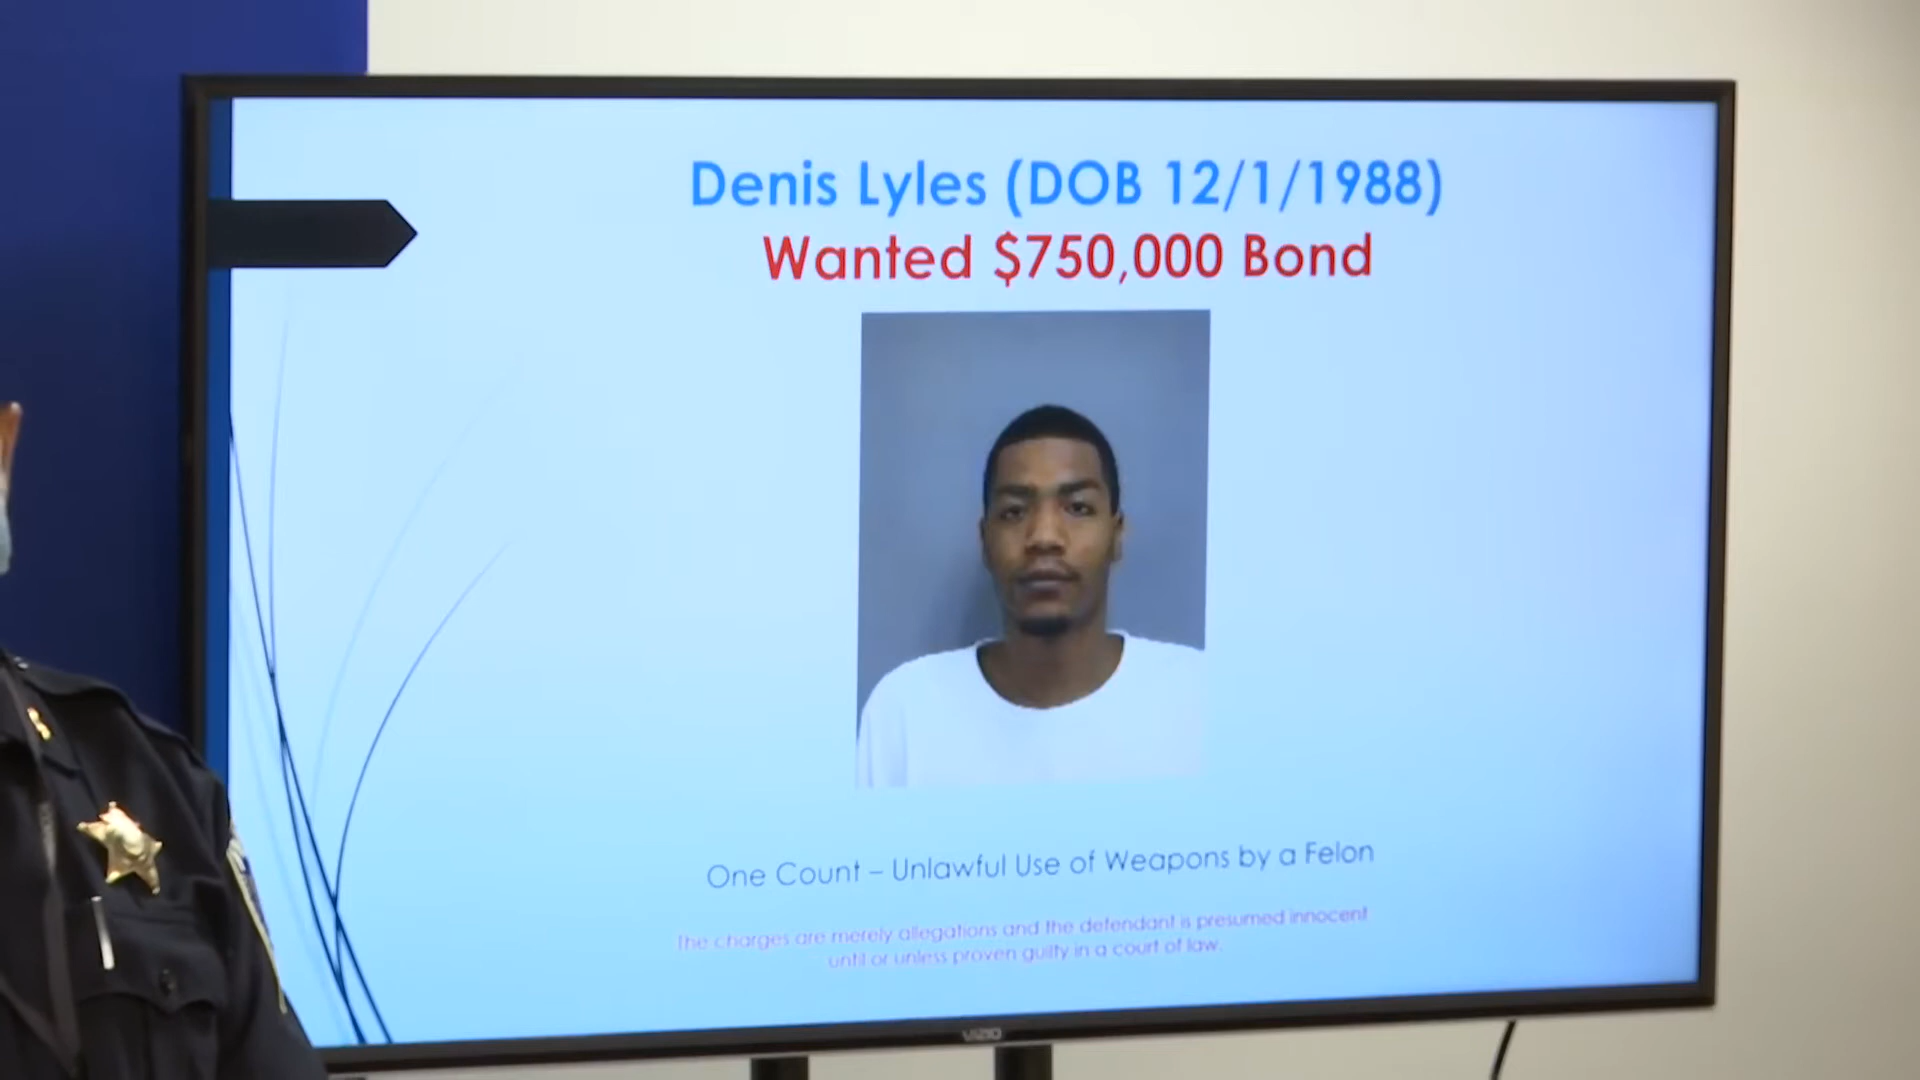 Denis Lyles (DOB 12/1/1988)
Wanted $750,000 Bond
One Count – Unlawful Use of Weapons by a Felon
The charges are merely allegations and the defendant is presumed innocent
until or unless proven guilty in a court of law.
VIZIO